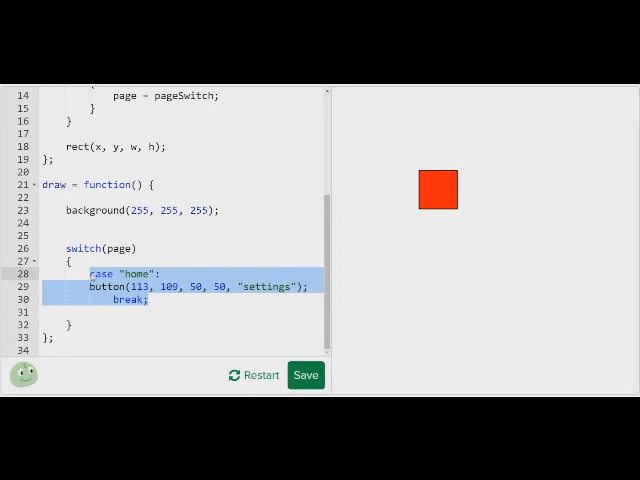 {
14 page = pageSwitch;
15 }
16 }
17
18 rect(x, y, w, h);
19 };
20
21 draw = function() {
22
23 background(255, 255, 255);
24
25
26 switch(page)
27 {
28 case "home":
29 button(113, 109, 50, 50, "settings");
30 break;
31
32 }
33 };
34
Restart
Save